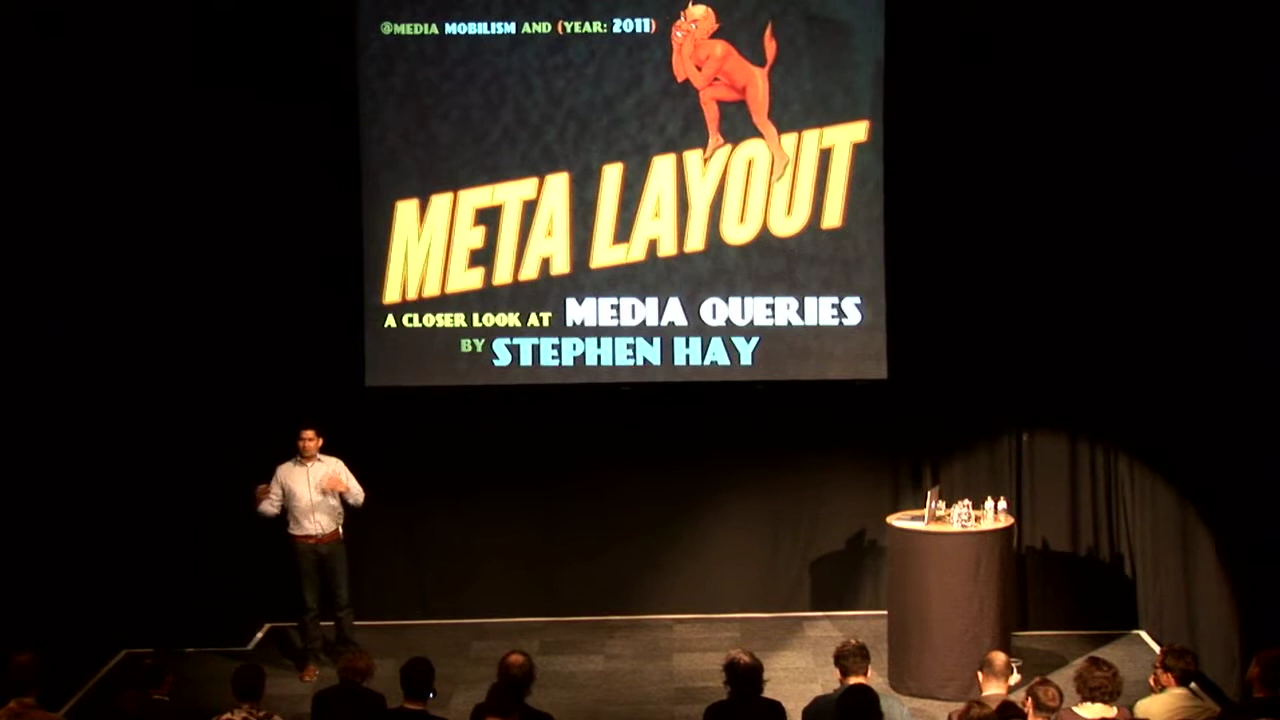 @MEDIA MOBILISM AND (YEAR: 2011)
META LAYOUT
A CLOSER LOOK AT MEDIA QUERIES
BY STEPHEN HAY